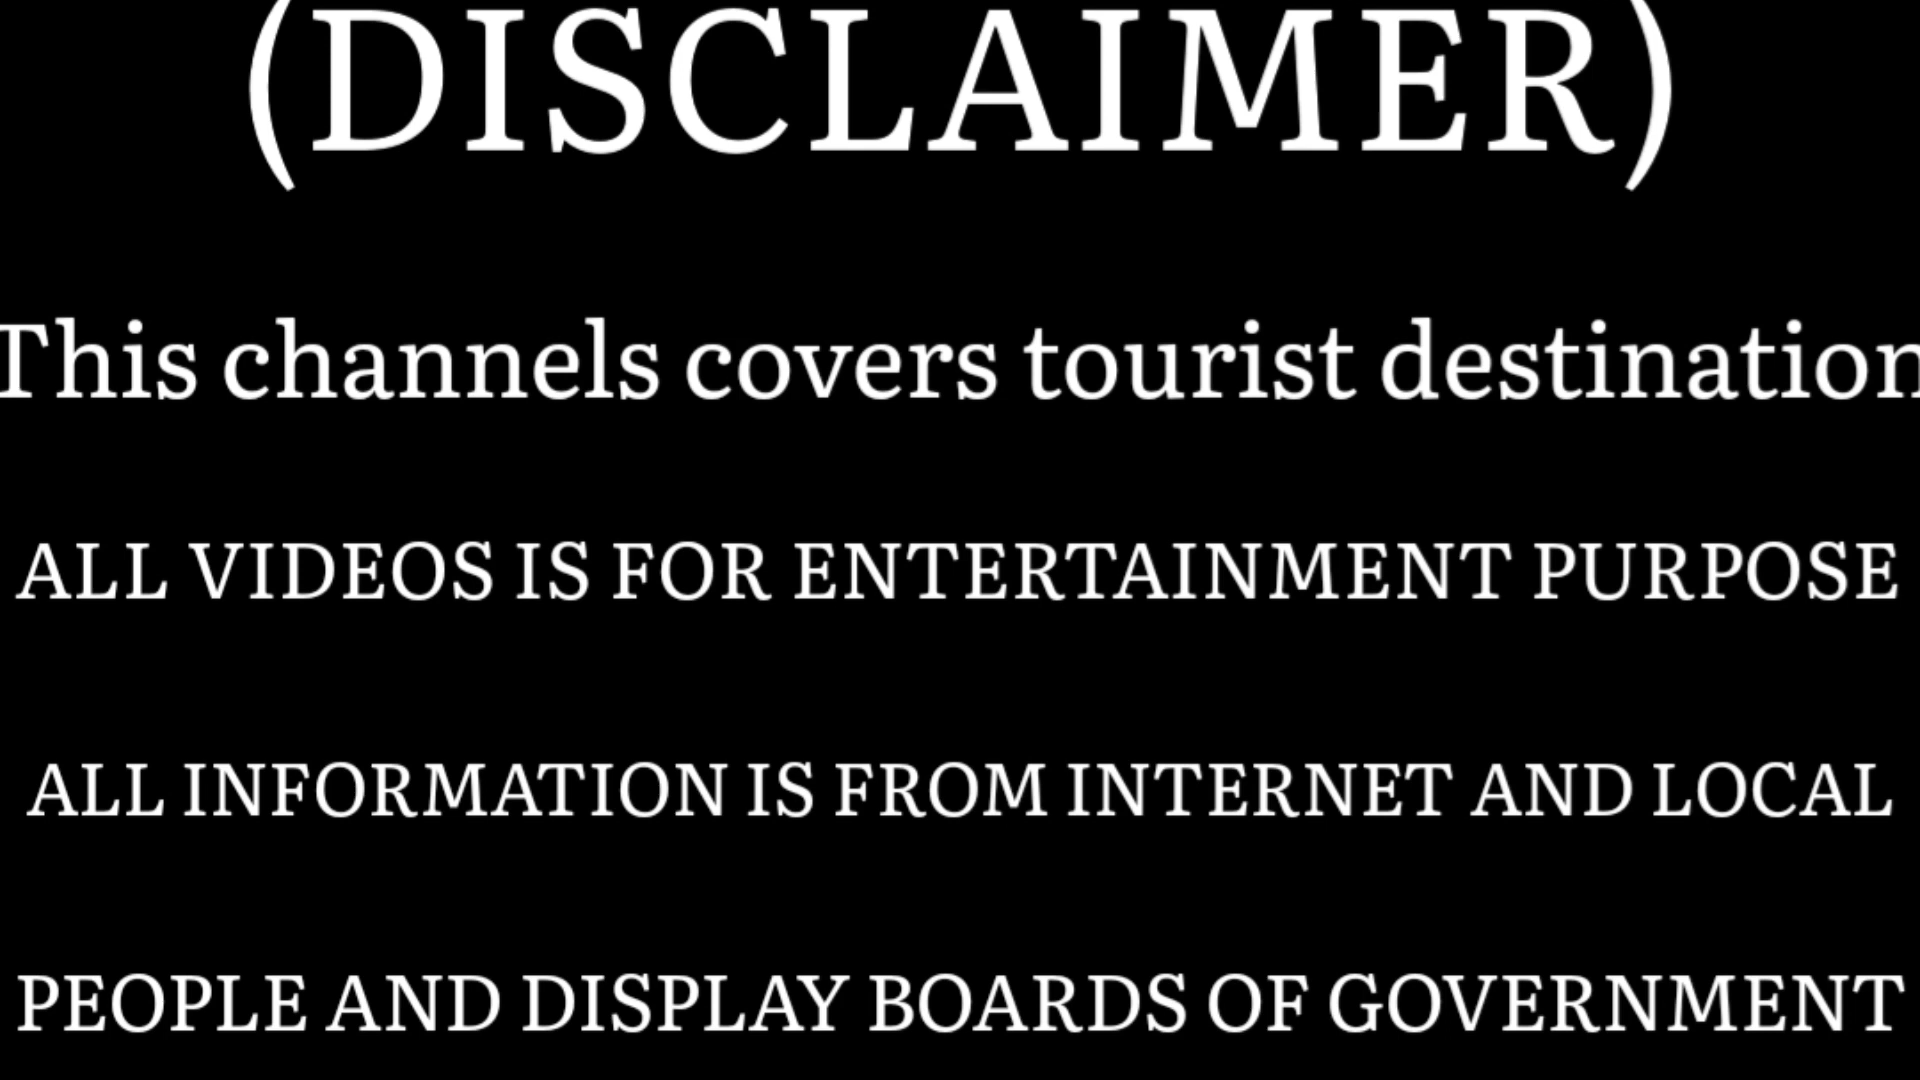 (DISCLAIMER)
This channels covers tourist destination
ALL VIDEOS IS FOR ENTERTAINMENT PURPOSE
ALL INFORMATION IS FROM INTERNET AND LOCAL
PEOPLE AND DISPLAY BOARDS OF GOVERNMENT